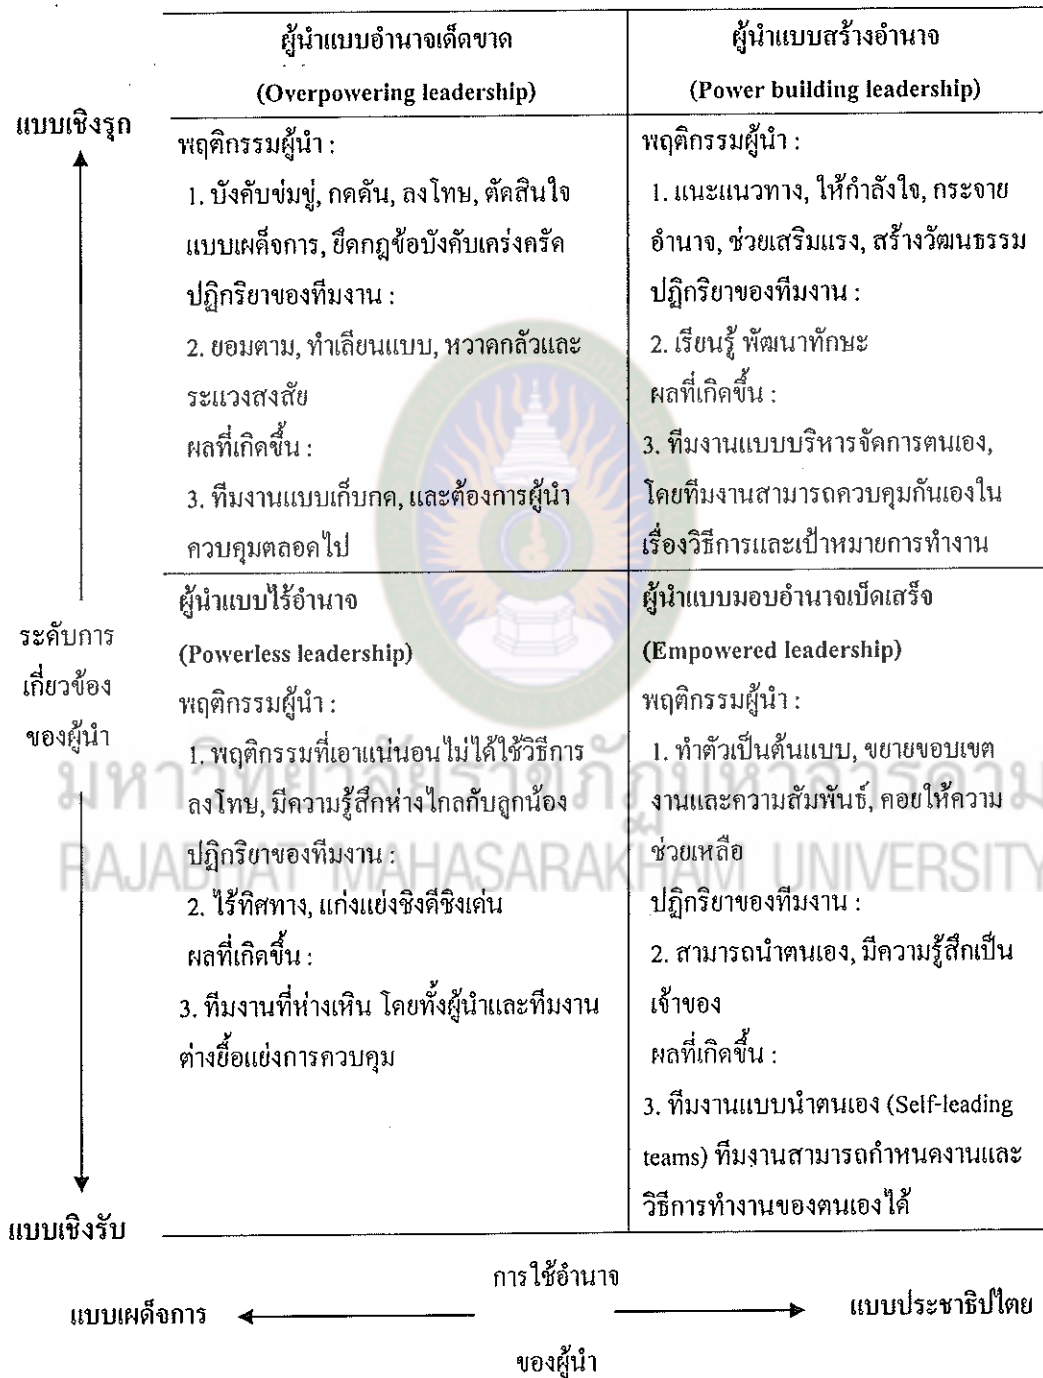 ผู้นำแบบอำนาจเด็ดขาด
(Overpowering leadership)
ผู้นำแบบสร้างอำนาจ
(Power building leadership)
แบบเชิงรุก
พฤติกรรมผู้นำ :
1. บังคับข่มขู่, กดดัน, ลงโทษ, ตัดสินใจ
แบบเผด็จการ, ยึดกฎข้อบังคับเคร่งครัด
ปฏิกริยาของทีมงาน :
2. ยอมตาม, ทำเลียนแบบ, หวาดกลัวและ
ระแวงสงสัย
ผลที่เกิดขึ้น :
3. ทีมงานแบบเก็บกด, และต้องการผู้นำ
ควบคุมตลอดไป
พฤติกรรมผู้นำ :
1. แนะแนวทาง, ให้กำลังใจ, กระจาย
อำนาจ, ช่วยเสริมแรง, สร้างวัฒนธรรม
ปฏิกริยาของทีมงาน :
2. เรียนรู้ พัฒนาทักษะ
ผลที่เกิดขึ้น :
3. ทีมงานแบบบริหารจัดการตนเอง,
โดยทีมงานสามารถควบคุมกันเองใน
เรื่องวิธีการและเป้าหมายการทำงาน
ระดับการ
เกี่ยวข้อง
ของผู้นำ
ผู้นำแบบไร้อำนาจ
(Powerless leadership)
พฤติกรรมผู้นำ :
1. พฤติกรรมที่เอาแน่นอนไม่ได้ใช้วิธีการ
ลงโทษ, มีความรู้สึกห่างไกลกับลูกน้อง
ปฏิกริยาของทีมงาน :
2. ไร้ทิศทาง, แก่งแย่งชิงดีชิงเด่น
ผลที่เกิดขึ้น :
3. ทีมงานที่ห่างเหิน โดยทั้งผู้นำและทีมงาน
ต่างยื้อแย่งการควบคุม
ผู้นำแบบมอบอำนาจเบ็ดเสร็จ
(Empowered leadership)
พฤติกรรมผู้นำ :
1. ทำตัวเป็นต้นแบบ, ขยายขอบเขต
งานและความสัมพันธ์, คอยให้ความ
ช่วยเหลือ
ปฏิกริยาของทีมงาน :
2. สามารถนำตนเอง, มีความรู้สึกเป็น
เจ้าของ
ผลที่เกิดขึ้น :
3. ทีมงานแบบนำตนเอง (Self-leading
teams) ทีมงานสามารถกำหนดงานและ
วิธีการทำงานของตนเองได้
แบบเชิงรับ
การใช้อำนาจ
แบบเผด็จการ
แบบประชาธิปไตย
ของผู้นำ
มหาวิทยาลัยราชภัฏมหาสารคาม
RAJABHAT MAHASARAKHAM UNIVERSITY